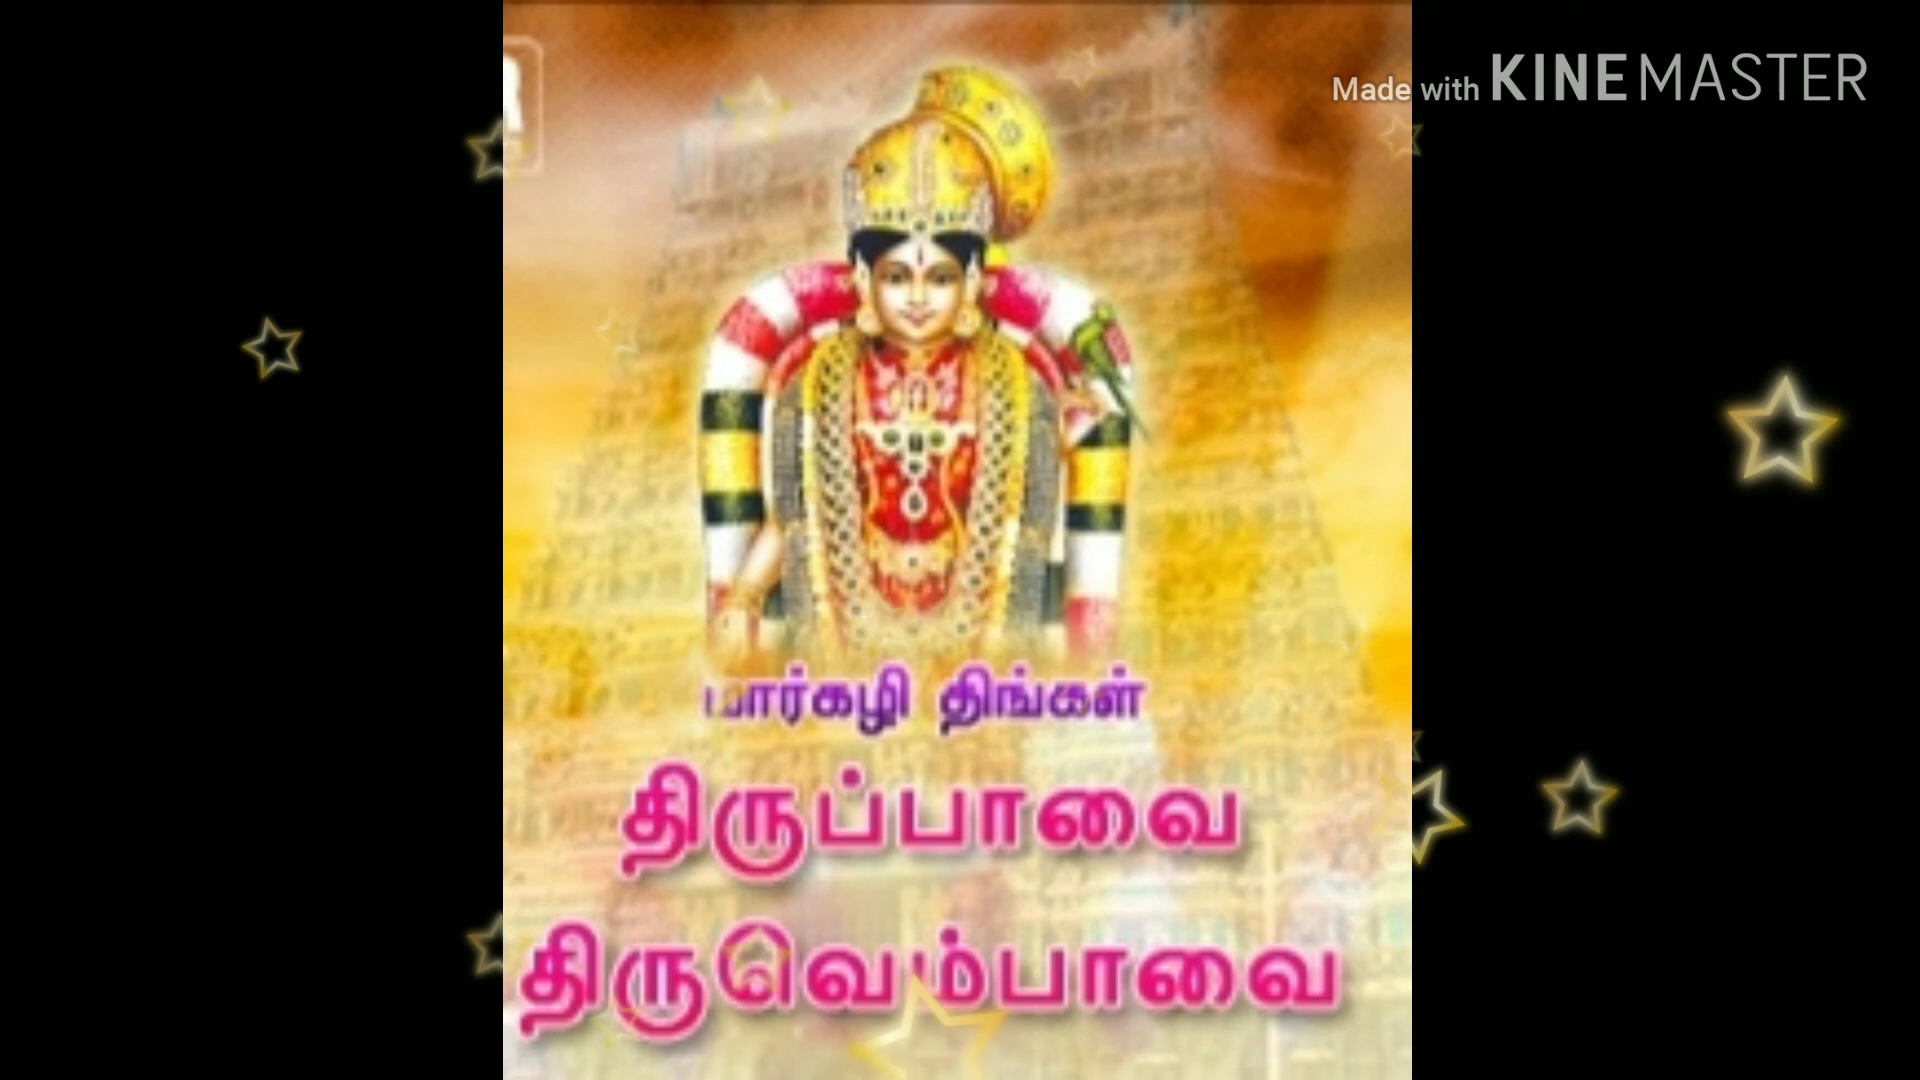 Made with KINEMASTER
மார்கழி திங்கள்
திருப்பாவை
திருவெம்பாவை